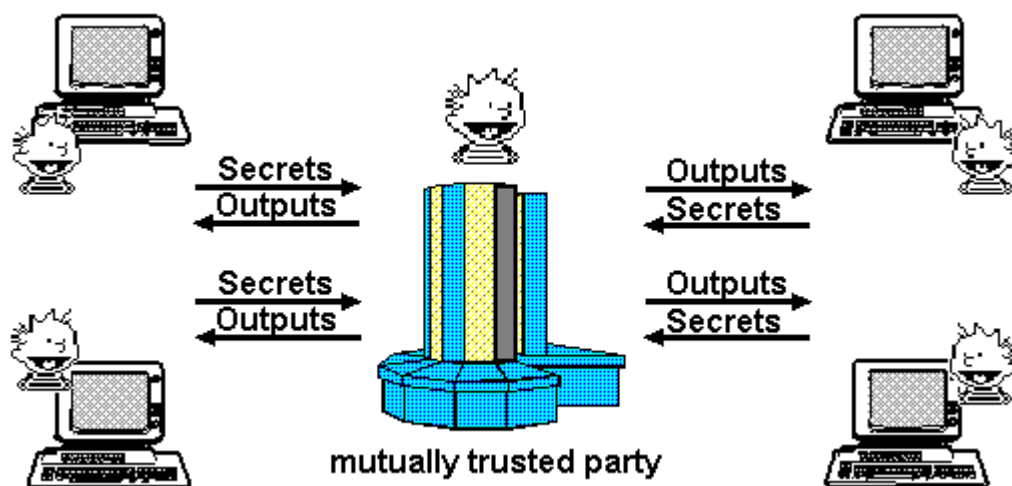 Secrets
Outputs
Outputs
Secrets
Secrets
Outputs
Outputs
Secrets
mutually trusted party